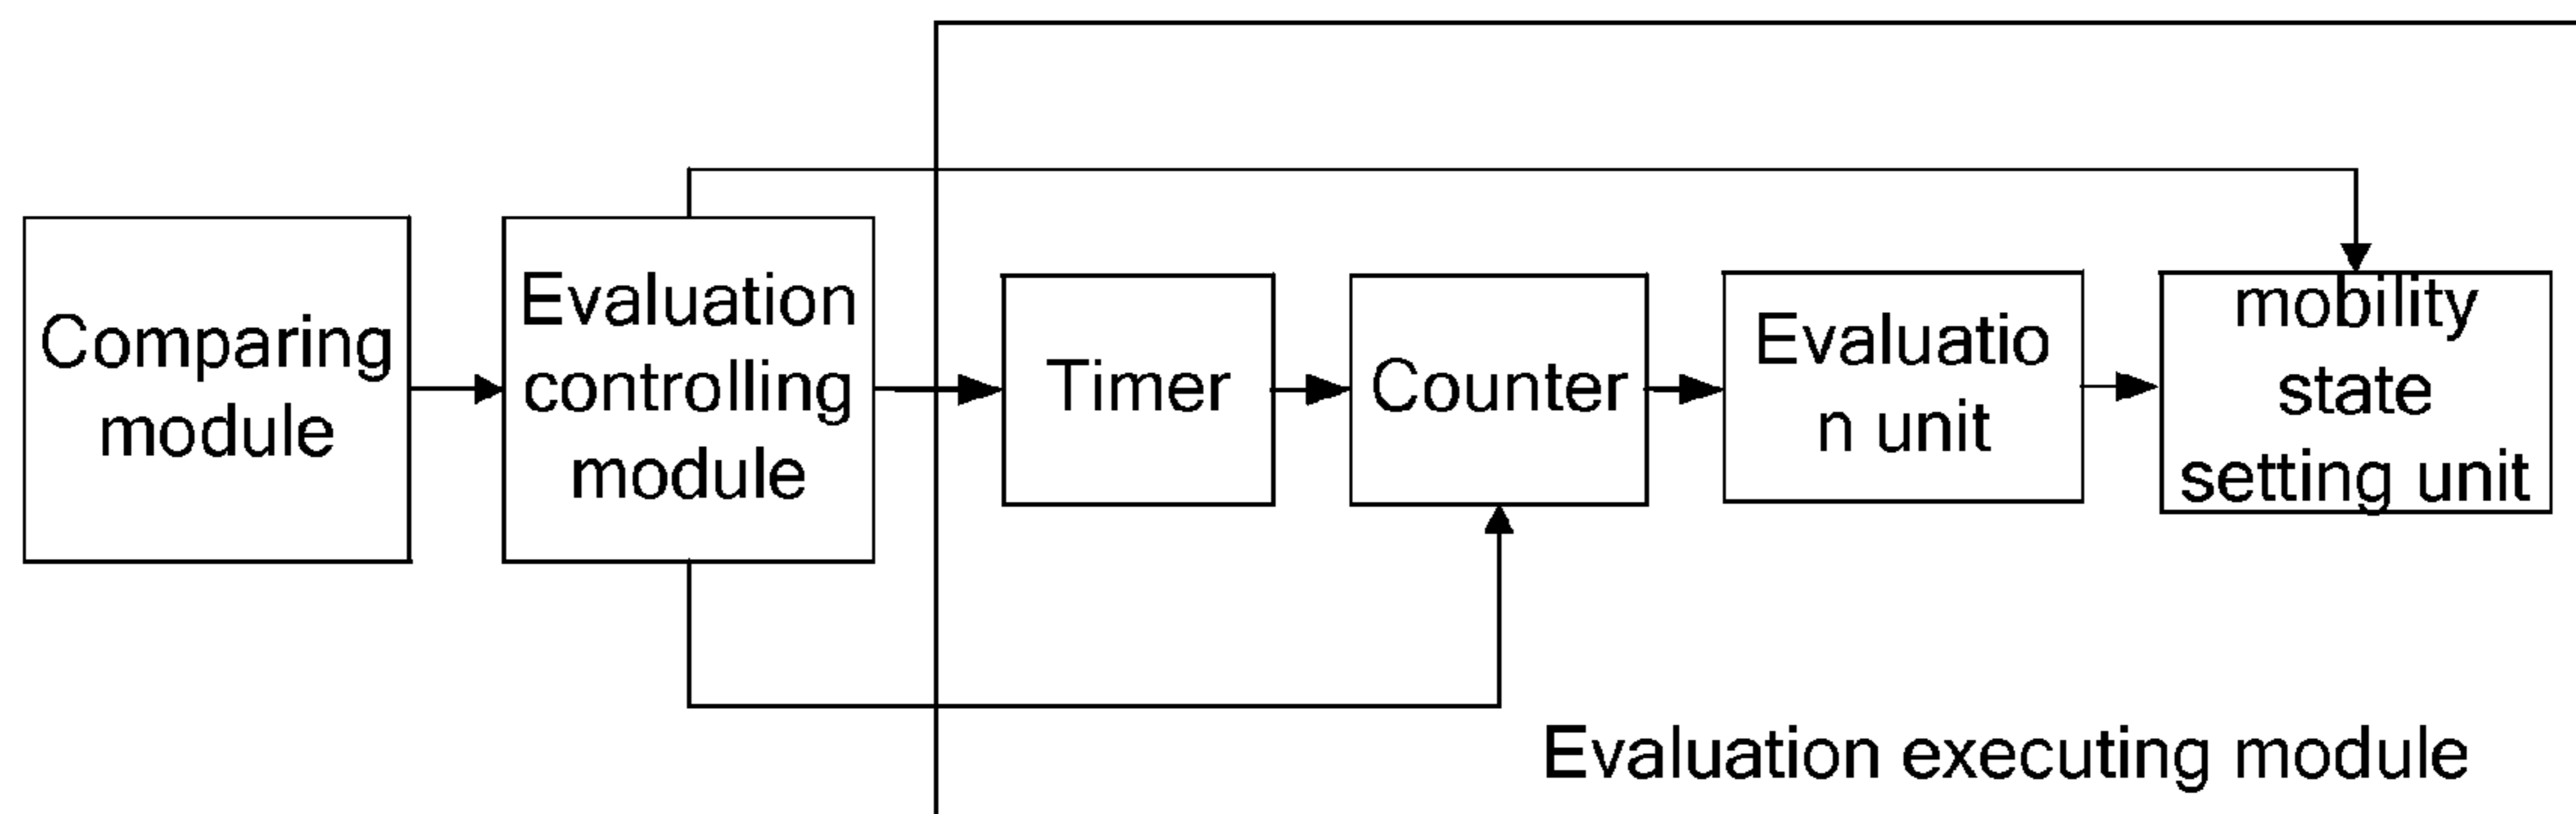 Comparing
module
Evaluation
controlling
module
Timer
Counter
Evaluatio
n unit
mobility
state
setting unit
Evaluation executing module